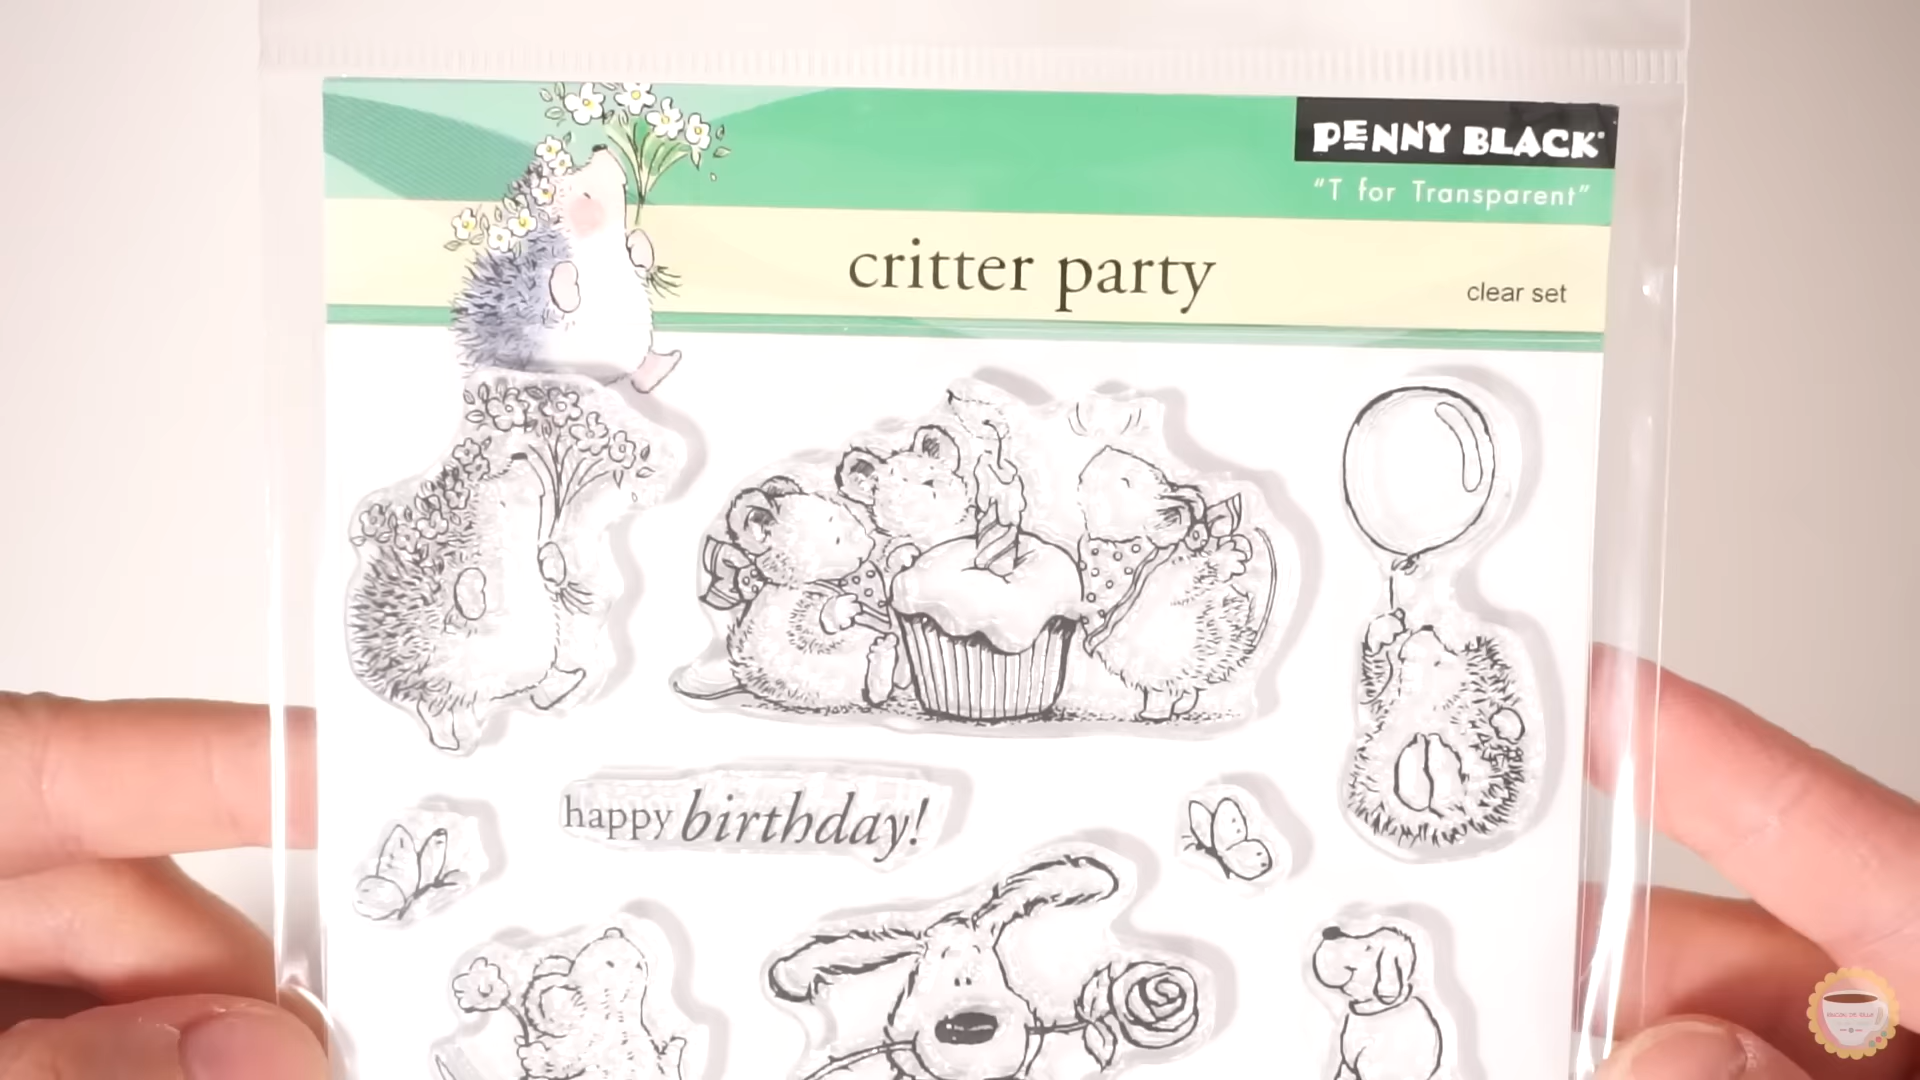 PENNY BLACK
"T for Transparent"
critter party
clear set
happy birthday!